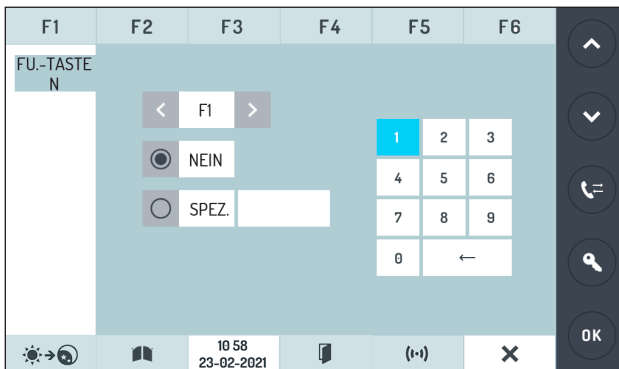 F1 F2 F3 F4 F5 F6
FU.-TASTE
N
F1
NEIN
SPEZ.
1 2 3
4 5 6
7 8 9
0 ←
10 58
23-02-2021
OK